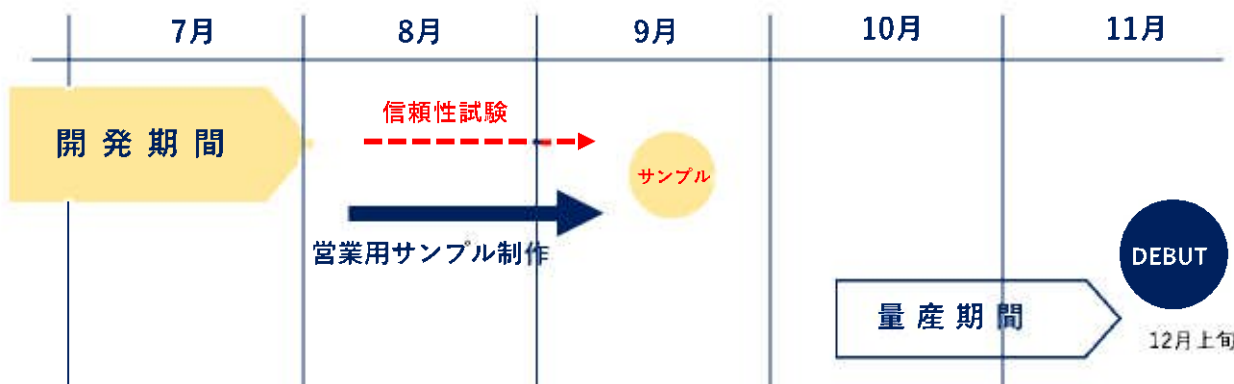 7月 8月 9月 10月 11月
信頼性試験
開発期間
サンプル
営業用サンプル制作
DEBUT
量産期間
12月上旬